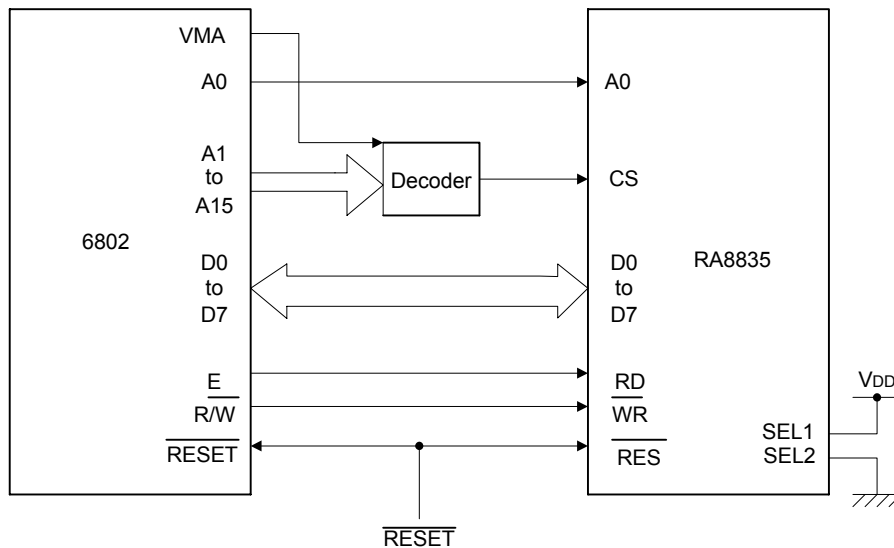 VMA
A0
A1
to
A15
6802
D0
to
D7
E
R/W
RESET
Decoder
A0
CS
RA8835
D0
to
D7
RD
WR
RES
VDD
SEL1
SEL2
RESET